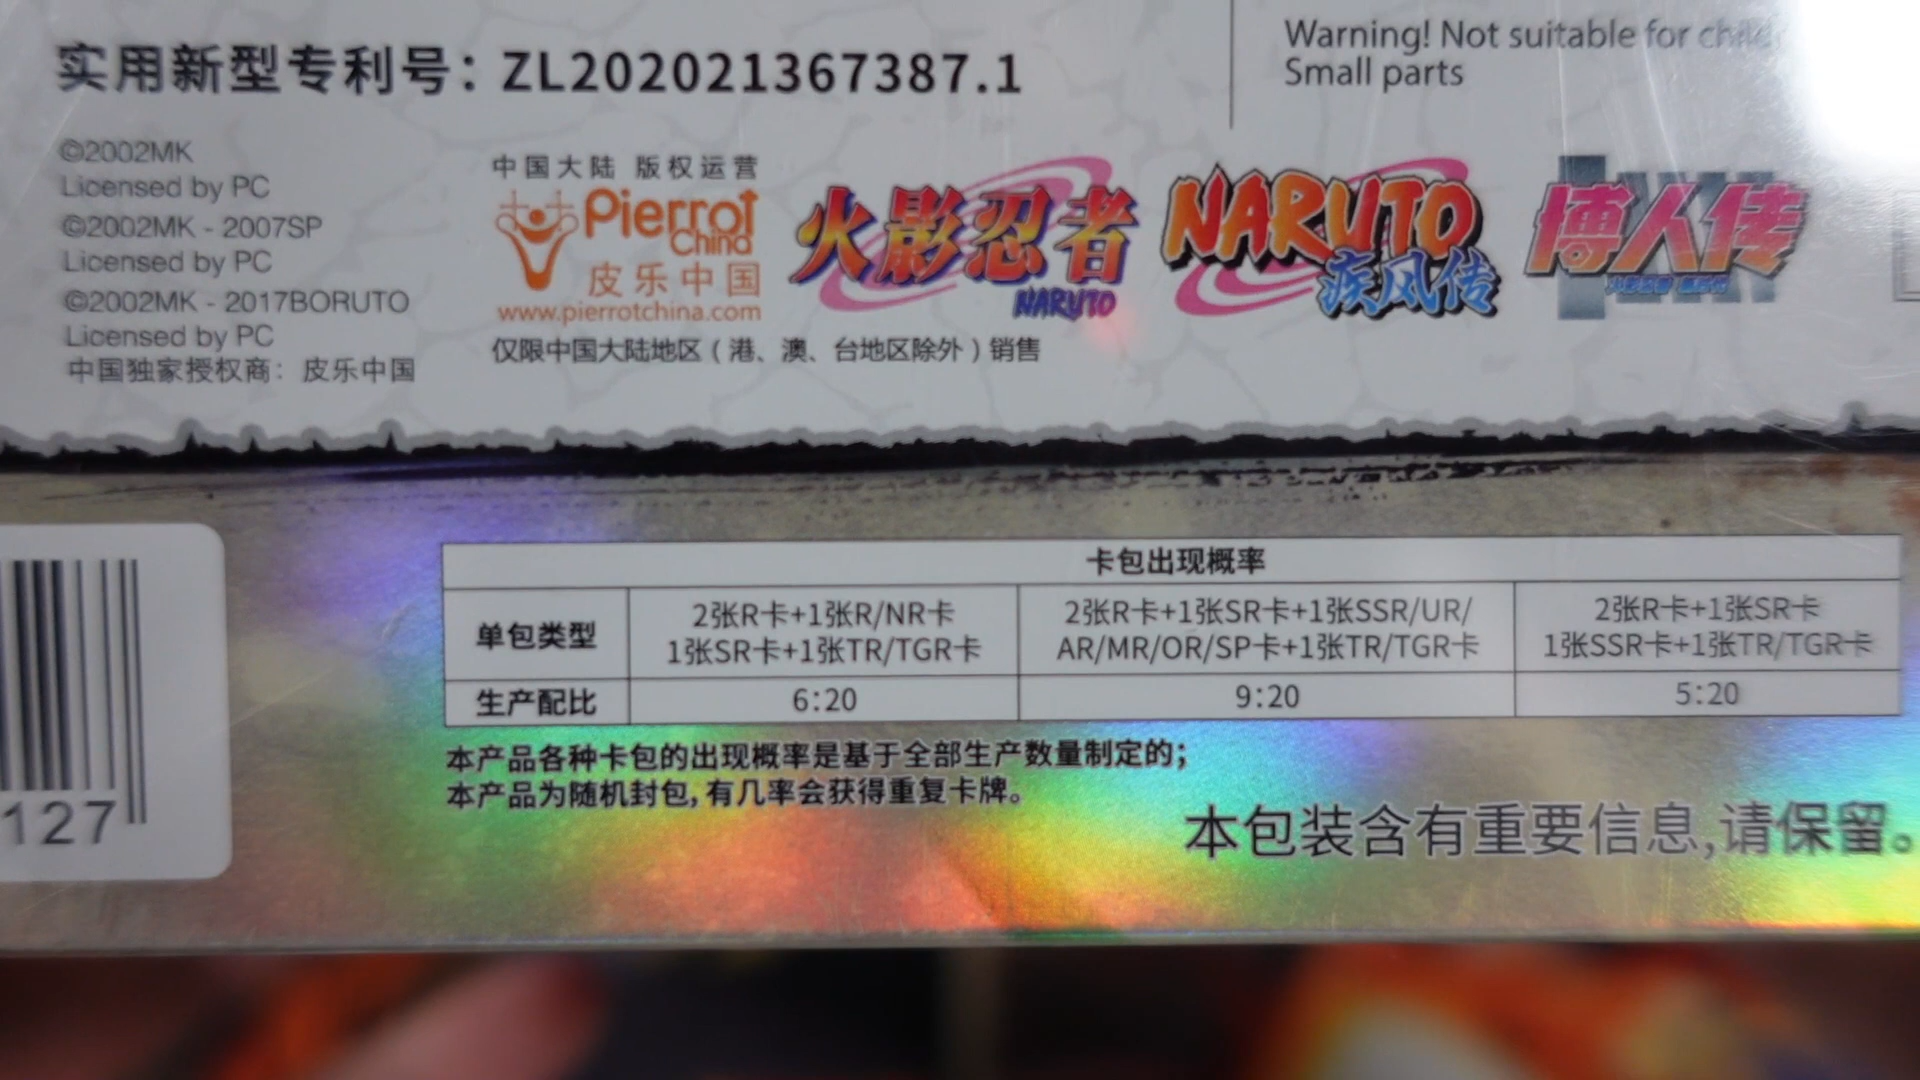 实用新型专利号：ZL202021367387.1
Warning! Not suitable for
Small parts
©2002MK
Licensed by PC
©2002MK - 2007SP
Licensed by PC
©2002MK - 2017BORUTO
Licensed by PC
中国独家授权商：皮乐中国
中国大陆 版权运营
Pierrot
China
皮乐中国
www.pierrotchina.com
火影忍者
NARUTO
NARUTO
疾风传
博人传
仅限中国大陆地区（港、澳、台地区除外）销售
127
卡包出现概率
单包类型 2张R卡+1张R/NR卡 1张SR卡+1张TR/TGR卡 2张R卡+1张SR卡+1张SSR/UR/ AR/MR/OR/SP卡+1张TR/TGR卡 2张R卡+1张SR卡 1张SSR卡+1张TR/TGR卡
生产配比 6:20 9:20 5:20
本产品各种卡包的出现概率是基于全部生产数量制定的；
本产品为随机封包，有几率会获得重复卡牌。
本包装含有重要信息，请保留。